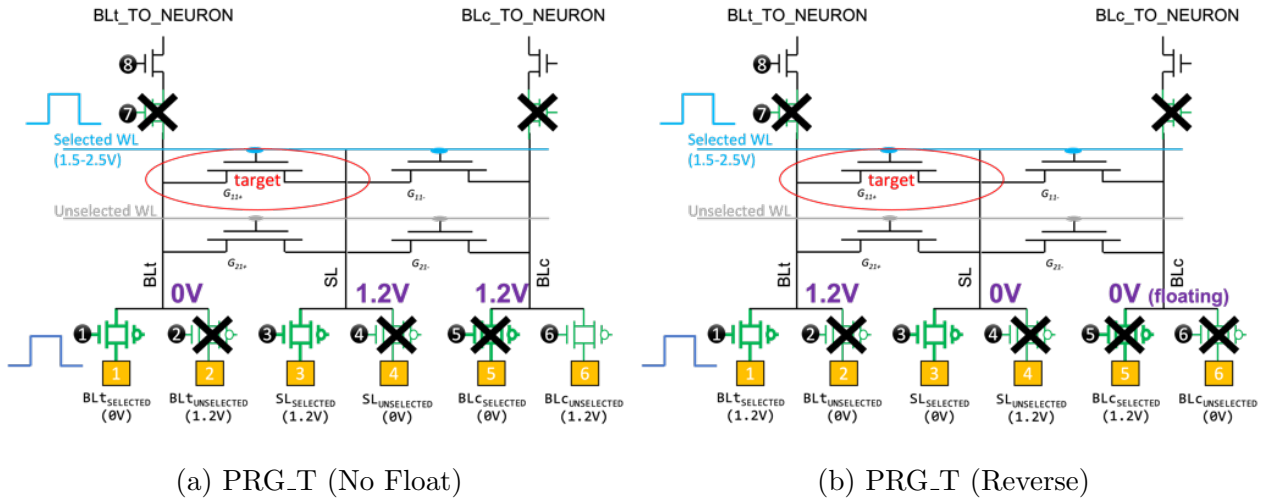 BLt_TO_NEURON
BLc_TO_NEURON
8
7
Selected WL
(1.5-2.5V)
target
G11+
G11-
Unselected WL
G21+
G21-
BLt
SL
BLc
0V
1.2V
1.2V
1
2
3
4
5
6
1
2
3
4
5
6
BLtSELECTED
(0V)
BLtUNSELECTED
(1.2V)
SLSELECTED
(1.2V)
SLUNSELECTED
(0V)
BLcSELECTED
(0V)
BLcUNSELECTED
(1.2V)
(a) PRG_T (No Float)
BLt_TO_NEURON
BLc_TO_NEURON
8
7
Selected WL
(1.5-2.5V)
target
G11+
G11-
Unselected WL
G21+
G21-
BLt
SL
BLc
1.2V
0V
0V (floating)
1
2
3
4
5
6
1
2
3
4
5
6
BLtSELECTED
(1.2V)
BLtUNSELECTED
(0V)
SLSELECTED
(0V)
SLUNSELECTED
(1.2V)
BLcSELECTED
(1.2V)
BLcUNSELECTED
(0V)
(b) PRG_T (Reverse)